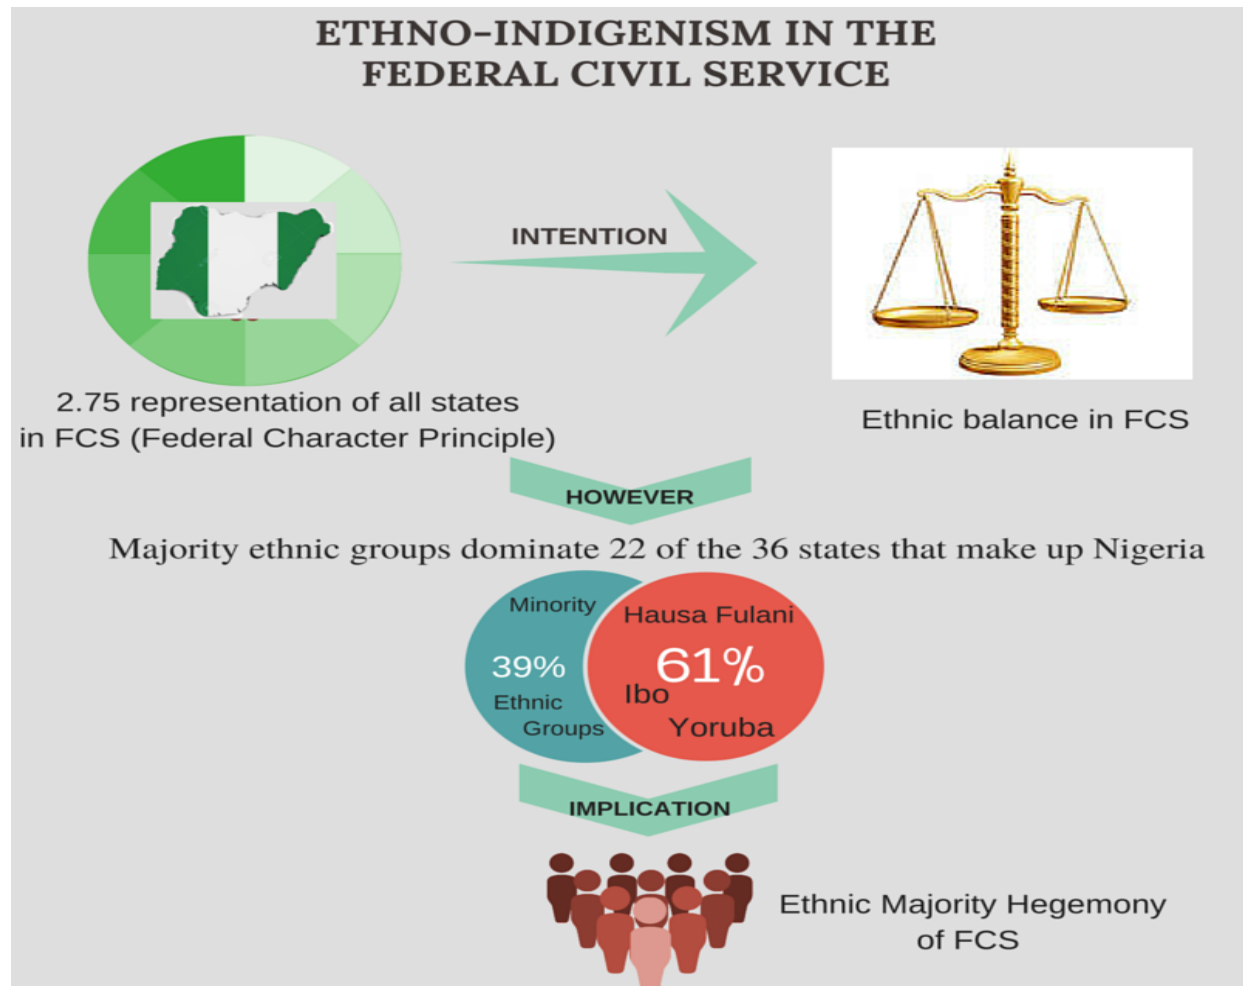 ETHNO-INDIGENISM IN THE
FEDERAL CIVIL SERVICE
INTENTION
2.75 representation of all states
in FCS (Federal Character Principle)
Ethnic balance in FCS
HOWEVER
Majority ethnic groups dominate 22 of the 36 states that make up Nigeria
Minority
39%
Ethnic
Groups
Hausa Fulani
61%
Ibo
Yoruba
IMPLICATION
Ethnic Majority Hegemony
of FCS